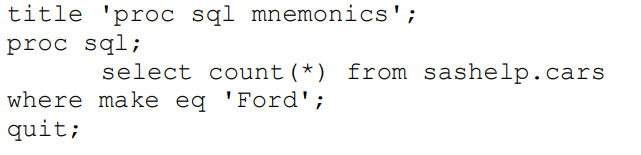 title 'proc sql mnemonics';
proc sql;
select count(*) from sashelp.cars
where make eq 'Ford';
quit;